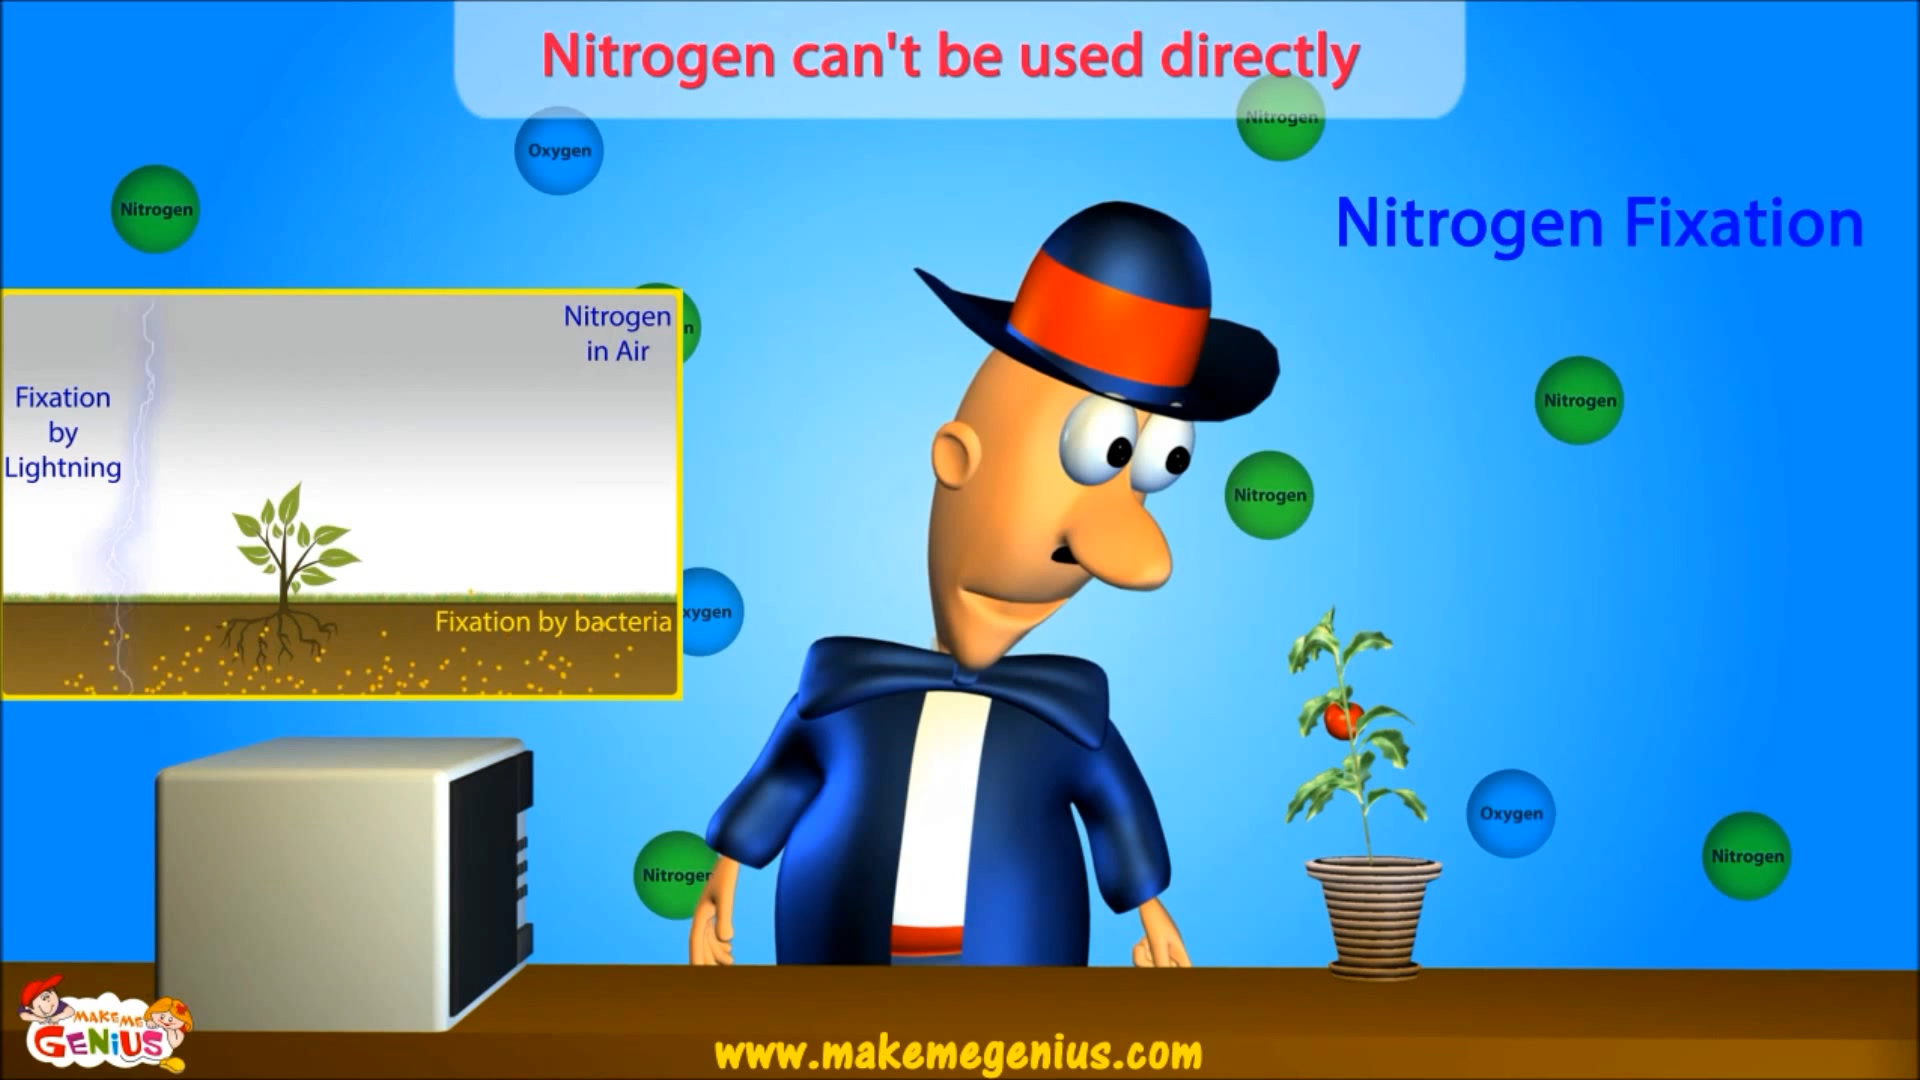 Nitrogen can't be used directly
Nitrogen
Oxygen
Nitrogen
Nitrogen Fixation
Nitrogen
in Air
n
Fixation
by
Lightning
Nitrogen
Nitrogen
Fixation by bacteria
xygen
Oxygen
Nitrogen
Nitrogen
MAKE ME
GENiUS
www.makemegenius.com